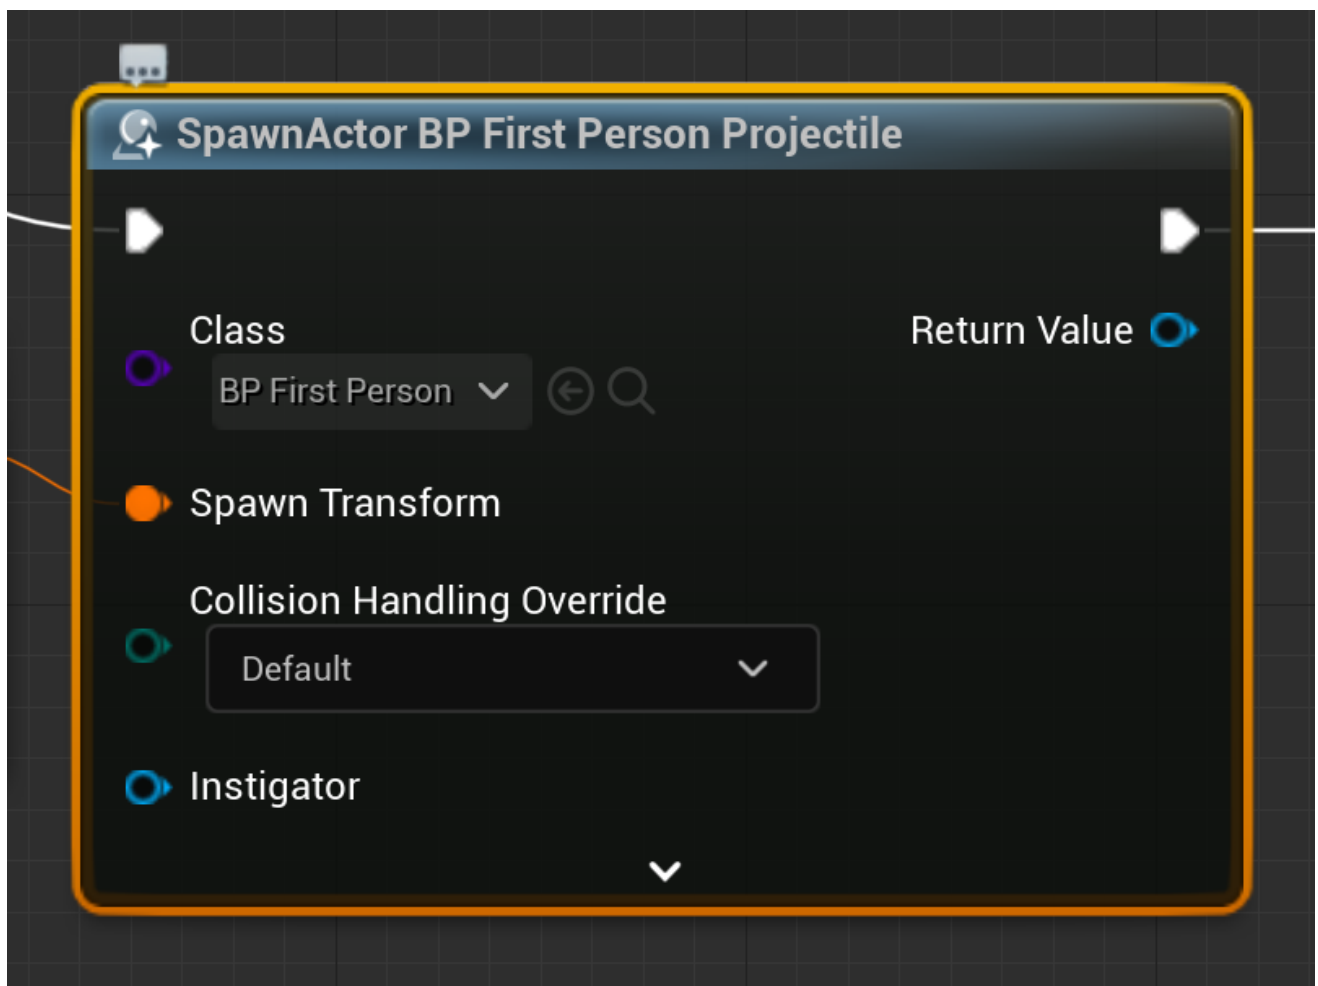 SpawnActor BP First Person Projectile
Class
Return Value
BP First Person
Spawn Transform
Collision Handling Override
Default
Instigator